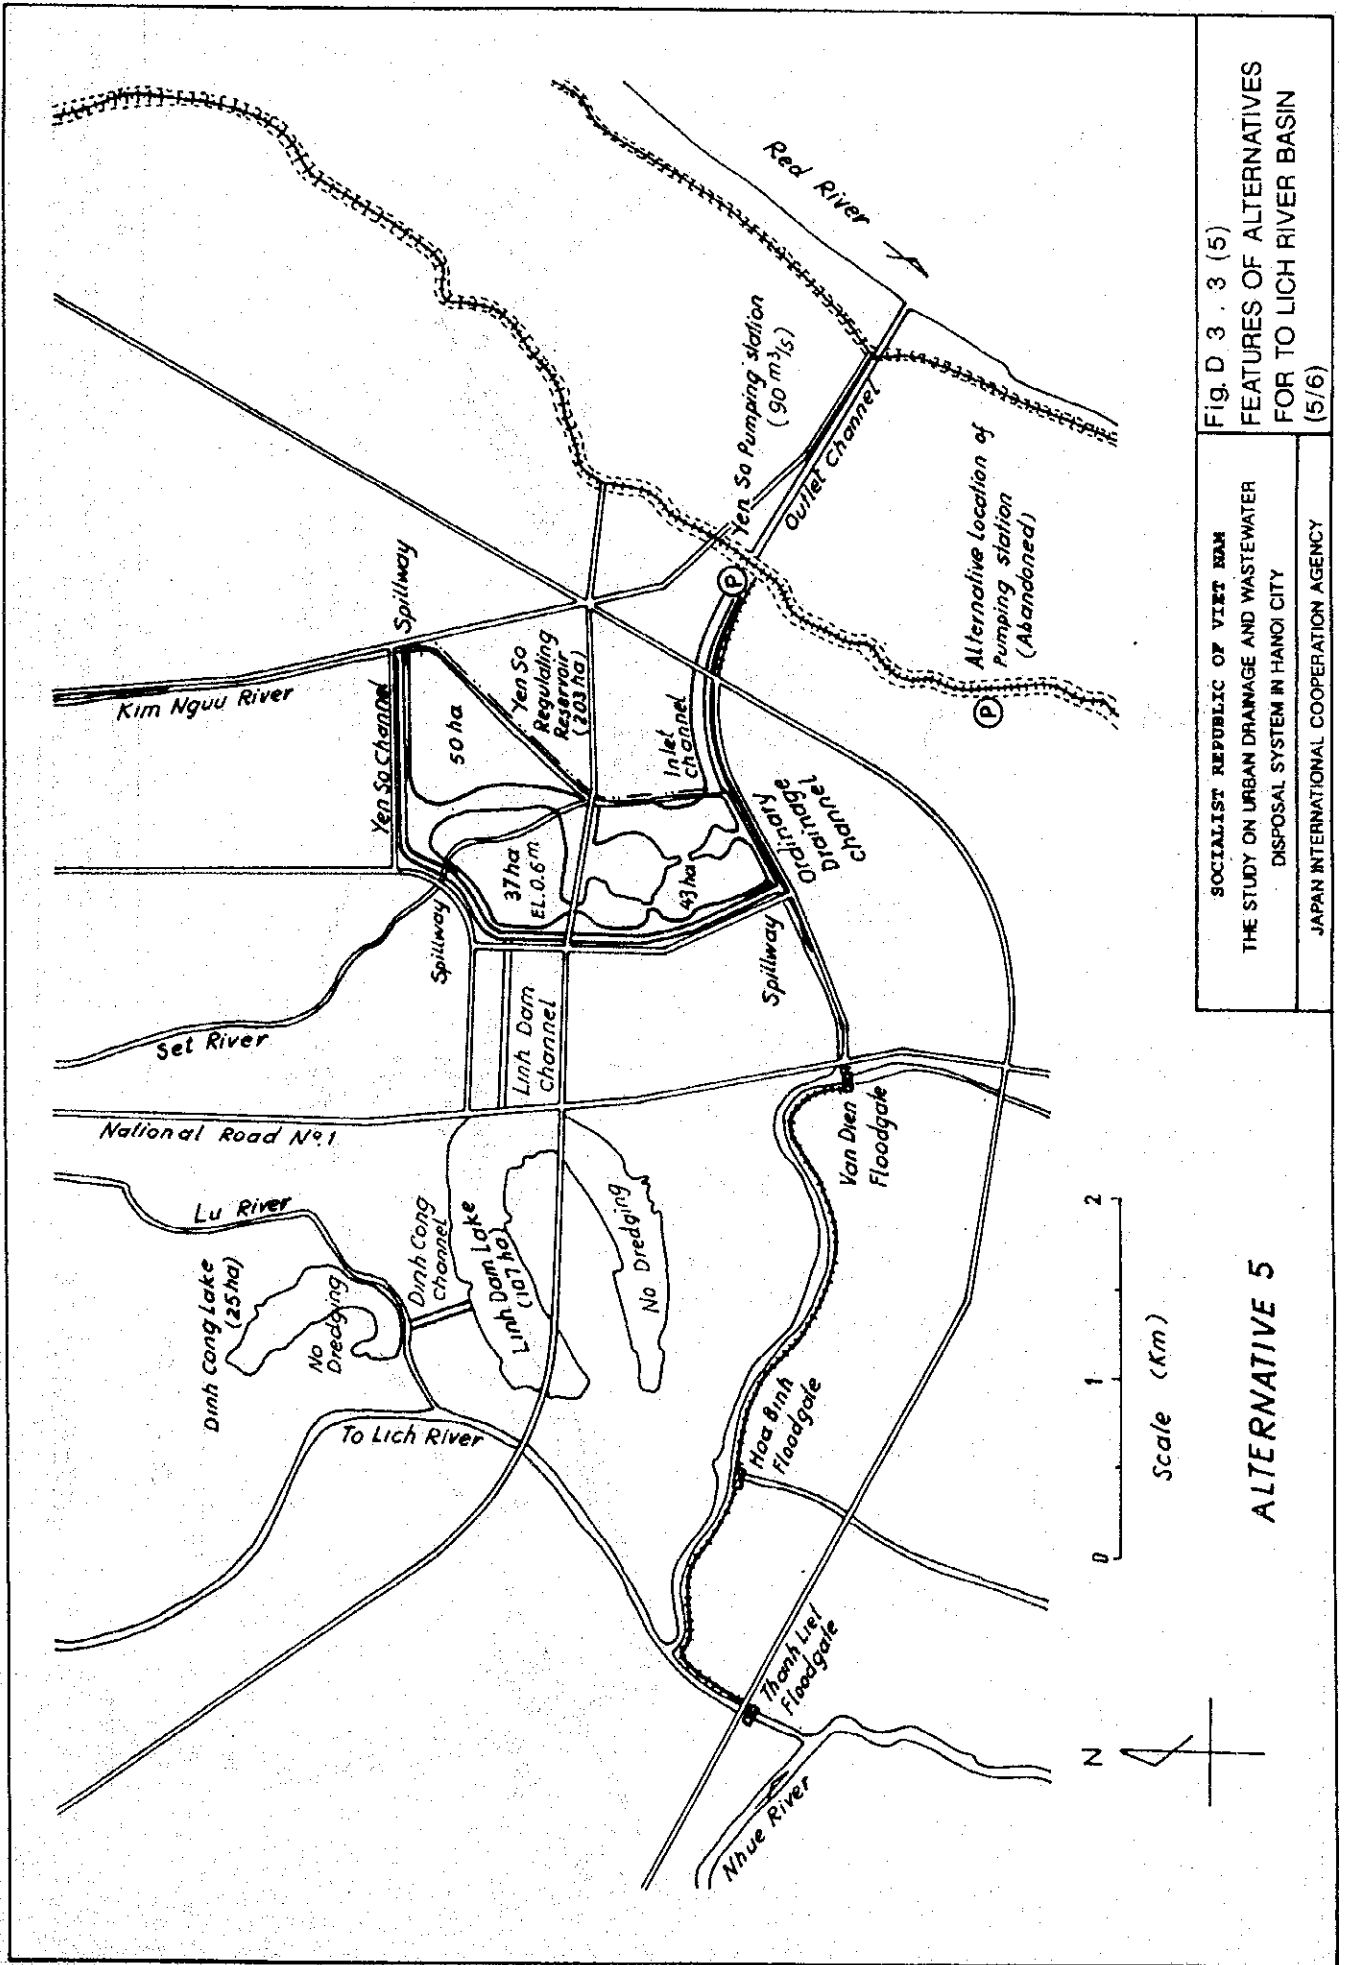 Red River
Yen So Pumping station
(90 m³/s)
Outlet Channel
Alternative location of
Pumping station
(Abandoned)
P
P
Spillway
Kim Nguu River
Yen So Channel
50 ha
Yen So
Regulating
Reservoir
(203 ha)
Inlet
channel
Ordinary
Drainage
channel
37 ha
EL.0.6m
43 ha
Spillway
Spillway
Set River
Linh Dam
channel
National Road No.1
Van Dien
Floodgate
Lu River
Dinh Cong
channel
Linh Dam Lake
(107 ha)
No Dredging
Dinh Cong Lake
(25 ha)
No
Dredging
To Lich River
Hoa Binh
Floodgate
Thanh Liet
Floodgate
Nhue River
N
0 1 2
Scale (Km)
ALTERNATIVE 5
SOCIALIST REPUBLIC OF VIET NAM
THE STUDY ON URBAN DRAINAGE AND WASTEWATER
DISPOSAL SYSTEM IN HANOI CITY
JAPAN INTERNATIONAL COOPERATION AGENCY
Fig. D 3 . 3 (5)
FEATURES OF ALTERNATIVES
FOR TO LICH RIVER BASIN
(5/6)